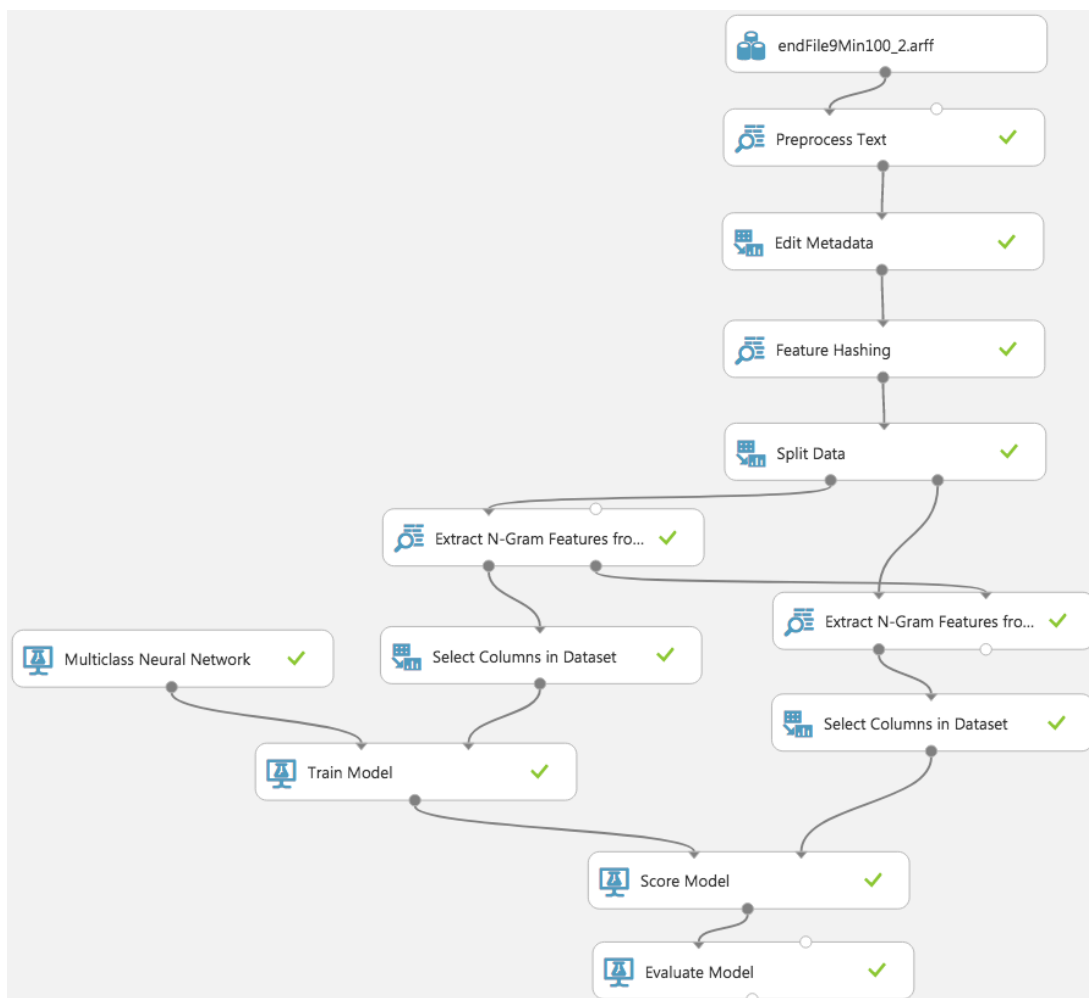 endFile9Min100_2.arff
Preprocess Text
Edit Metadata
Feature Hashing
Split Data
Extract N-Gram Features fro...
Extract N-Gram Features fro...
Multiclass Neural Network
Select Columns in Dataset
Select Columns in Dataset
Train Model
Score Model
Evaluate Model